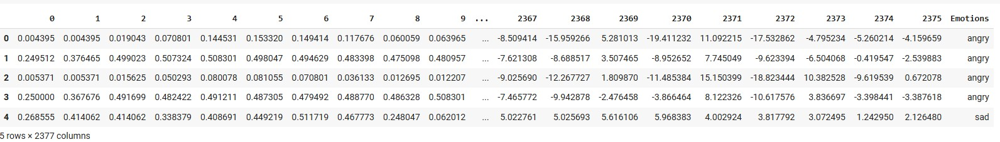 0 1 2 3 4 5 6 7 8 9 ... 2367 2368 2369 2370 2371 2372 2373 2374 2375 Emotions
0 0.004395 0.004395 0.019043 0.070801 0.144531 0.153320 0.149414 0.117676 0.060059 0.063965 ... -8.509414 -15.959266 5.281013 -19.411232 11.092215 -17.532862 -4.795234 -5.260214 -4.159659 angry
1 0.249512 0.376465 0.499023 0.507324 0.508301 0.498047 0.494629 0.483398 0.475098 0.480957 ... -7.621308 -8.688517 3.507465 -8.952652 7.745049 -9.623394 -6.504068 -0.419547 -2.539883 angry
2 0.005371 0.005371 0.015625 0.050293 0.080078 0.081055 0.070801 0.036133 0.012695 0.012207 ... -9.025690 -12.267727 1.809870 -11.485384 15.150399 -18.823444 10.382528 -9.619539 0.672078 angry
3 0.250000 0.367676 0.491699 0.482422 0.491211 0.487305 0.479492 0.488770 0.486328 0.508301 ... -7.465772 -9.942878 -2.476458 -3.866464 8.122326 -10.617576 3.836697 -3.398441 -3.387618 angry
4 0.268555 0.414062 0.414062 0.338379 0.408691 0.449219 0.511719 0.467773 0.248047 0.062012 ... 5.022761 5.025693 5.616106 5.968383 4.002924 3.817792 3.072495 1.242950 2.126480 sad
5 rows × 2377 columns